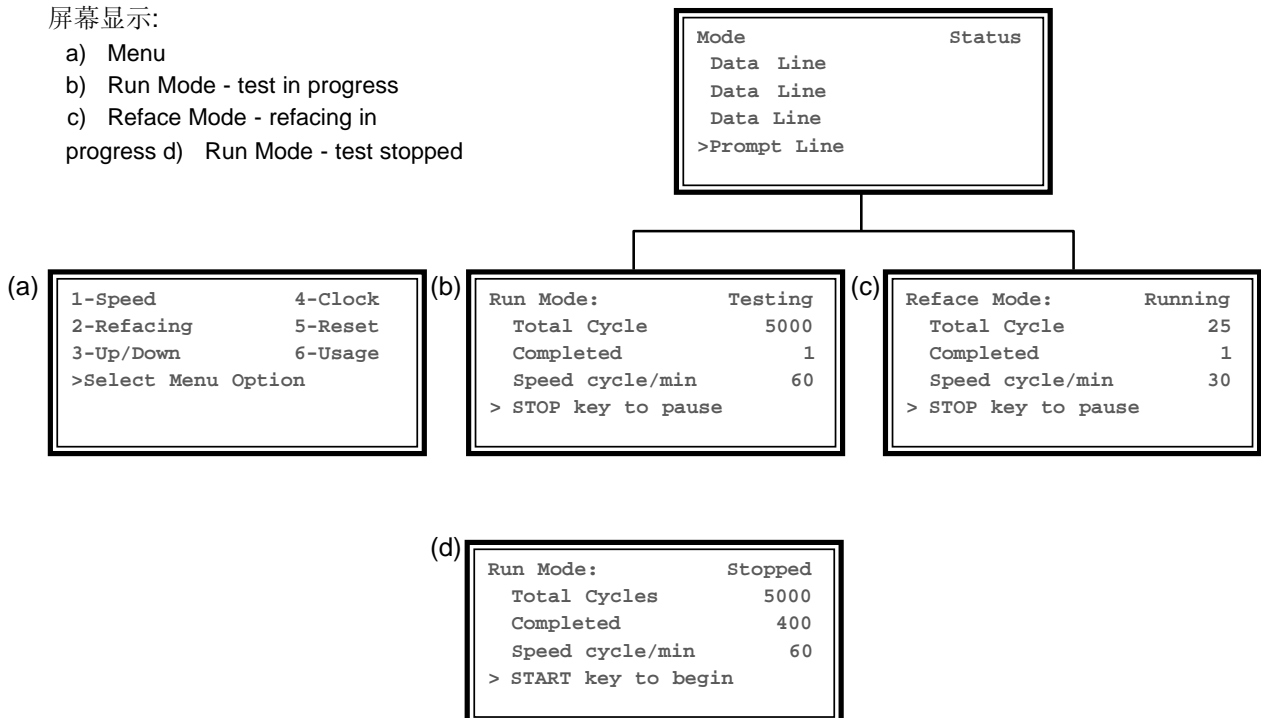 屏幕显示:
a) Menu
b) Run Mode - test in progress
c) Reface Mode - refacing in
progress d) Run Mode - test stopped
Mode Status
Data Line
Data Line
Data Line
>Prompt Line
(a)
1-Speed 4-Clock
2-Refacing 5-Reset
3-Up/Down 6-Usage
>Select Menu Option
(b)
Run Mode: Testing
Total Cycle 5000
Completed 1
Speed cycle/min 60
> STOP key to pause
(c)
Reface Mode: Running
Total Cycle 25
Completed 1
Speed cycle/min 30
> STOP key to pause
(d)
Run Mode: Stopped
Total Cycles 5000
Completed 400
Speed cycle/min 60
> START key to begin